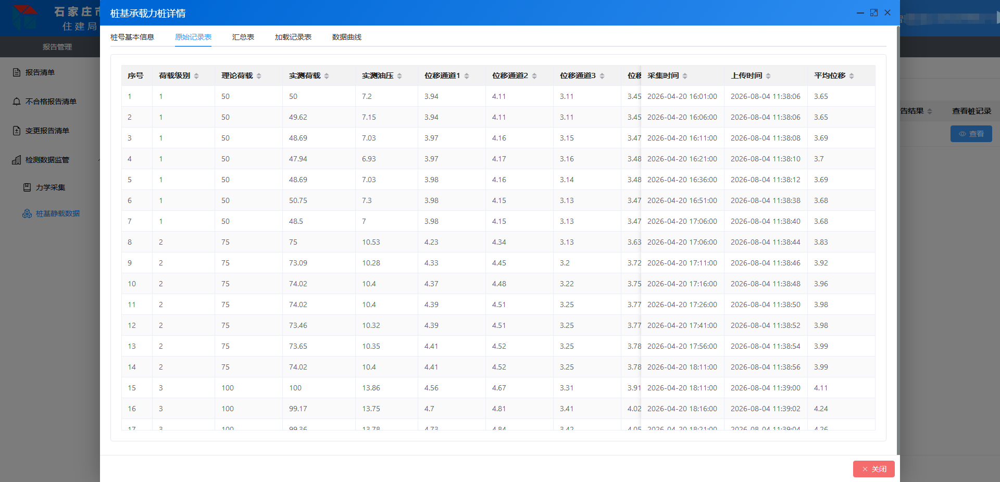 石家庄市
住建局
桩基承载力桩详情
报告管理
报告清单
不合格报告清单
变更报告清单
检测数据监管
力学采集
桩基静载数据
桩号基本信息 原始记录表 汇总表 加载记录表 数据曲线
序号 荷载级别 理论荷载 实测荷载 实测油压 位移通道1 位移通道2 位移通道3 位移 采集时间 上传时间 平均位移
1 1 50 50 7.2 3.94 4.11 3.11 3.45 2026-04-20 16:01:00 2026-08-04 11:38:06 3.65
2 1 50 49.62 7.15 3.94 4.11 3.11 3.45 2026-04-20 16:06:00 2026-08-04 11:38:06 3.65
3 1 50 48.69 7.03 3.97 4.16 3.15 3.47 2026-04-20 16:11:00 2026-08-04 11:38:08 3.69
4 1 50 47.94 6.93 3.97 4.17 3.16 3.48 2026-04-20 16:21:00 2026-08-04 11:38:10 3.7
5 1 50 48.69 7.03 3.98 4.16 3.14 3.48 2026-04-20 16:36:00 2026-08-04 11:38:12 3.69
6 1 50 50.75 7.3 3.98 4.15 3.13 3.47 2026-04-20 16:51:00 2026-08-04 11:38:38 3.68
7 1 50 48.5 7 3.98 4.15 3.13 3.47 2026-04-20 17:06:00 2026-08-04 11:38:40 3.68
8 2 75 75 10.53 4.23 4.34 3.13 3.63 2026-04-20 17:06:00 2026-08-04 11:38:44 3.83
9 2 75 73.09 10.28 4.33 4.45 3.2 3.72 2026-04-20 17:11:00 2026-08-04 11:38:46 3.92
10 2 75 74.02 10.4 4.37 4.48 3.22 3.75 2026-04-20 17:16:00 2026-08-04 11:38:48 3.96
11 2 75 74.02 10.4 4.39 4.51 3.25 3.77 2026-04-20 17:26:00 2026-08-04 11:38:50 3.98
12 2 75 73.46 10.32 4.39 4.51 3.25 3.77 2026-04-20 17:41:00 2026-08-04 11:38:52 3.98
13 2 75 73.65 10.35 4.41 4.52 3.25 3.78 2026-04-20 17:56:00 2026-08-04 11:38:54 3.99
14 2 75 74.02 10.4 4.41 4.52 3.25 3.78 2026-04-20 18:11:00 2026-08-04 11:38:56 3.99
15 3 100 100 13.86 4.56 4.67 3.31 3.91 2026-04-20 18:11:00 2026-08-04 11:39:00 4.11
16 3 100 99.17 13.75 4.7 4.81 3.41 4.02 2026-04-20 18:16:00 2026-08-04 11:39:02 4.24
17 3 100 99.36 13.78 4.73 4.84 3.42 4.05 2026-04-20 18:21:00 2026-08-04 11:39:04 4.26
告结果 查看桩记录
查看
关闭